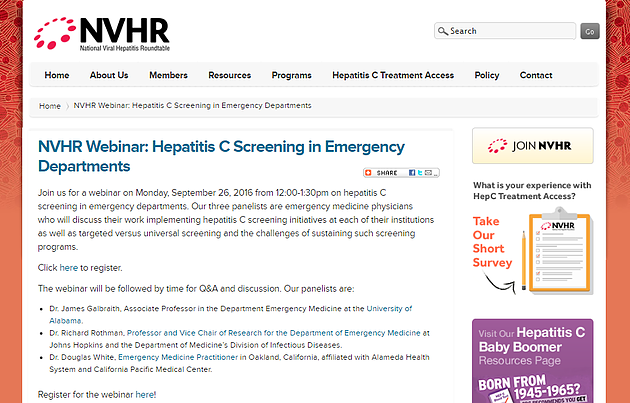 NVHR
National Viral Hepatitis Roundtable
Search
Go
Home About Us Members Resources Programs Hepatitis C Treatment Access Policy Contact
Home NVHR Webinar: Hepatitis C Screening in Emergency Departments
NVHR Webinar: Hepatitis C Screening in Emergency
Departments
SHARE
Join us for a webinar on Monday, September 26, 2016 from 12:00-1:30pm on hepatitis C
screening in emergency departments. Our three panelists are emergency medicine physicians
who will discuss their work implementing hepatitis C screening initiatives at each of their institutions
as well as targeted versus universal screening and the challenges of sustaining such screening
programs.
Click here to register.
The webinar will be followed by time for Q&A and discussion. Our panelists are:
Dr. James Galbraith, Associate Professor in the Department Emergency Medicine at the University of
Alabama.
Dr. Richard Rothman, Professor and Vice Chair of Research for the Department of Emergency Medicine at
Johns Hopkins and the Department of Medicine's Division of Infectious Diseases.
Dr. Douglas White, Emergency Medicine Practitioner in Oakland, California, affiliated with Alameda Health
System and California Pacific Medical Center.
Register for the webinar here!
JOIN NVHR
What is your experience with
HepC Treatment Access?
Take
Our
Short
Survey
NVHR
Visit Our Hepatitis C
Baby Boomer
Resources Page
BORN FROM
1945-1965?
RECOMMENDS YOU GET